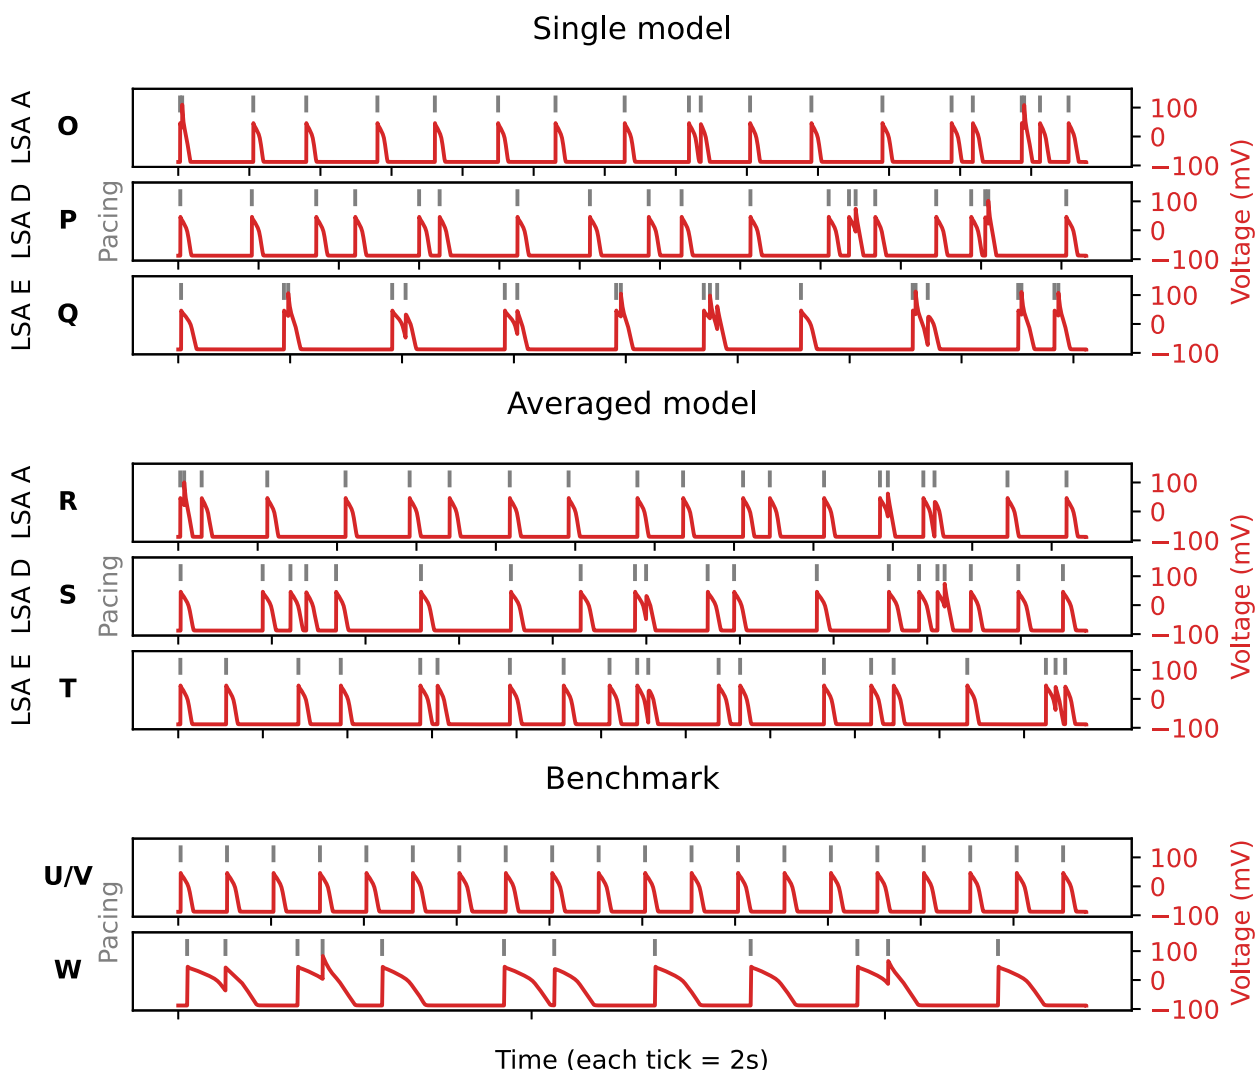 Single model
LSA A
O
100
0
−100
LSA D
Pacing
P
100
0
−100
Voltage (mV)
LSA E
Q
100
0
−100
Averaged model
LSA A
R
100
0
−100
LSA D
Pacing
S
100
0
−100
Voltage (mV)
LSA E
T
100
0
−100
Benchmark
U/V
100
0
−100
Pacing
Voltage (mV)
W
100
0
−100
Time (each tick = 2s)